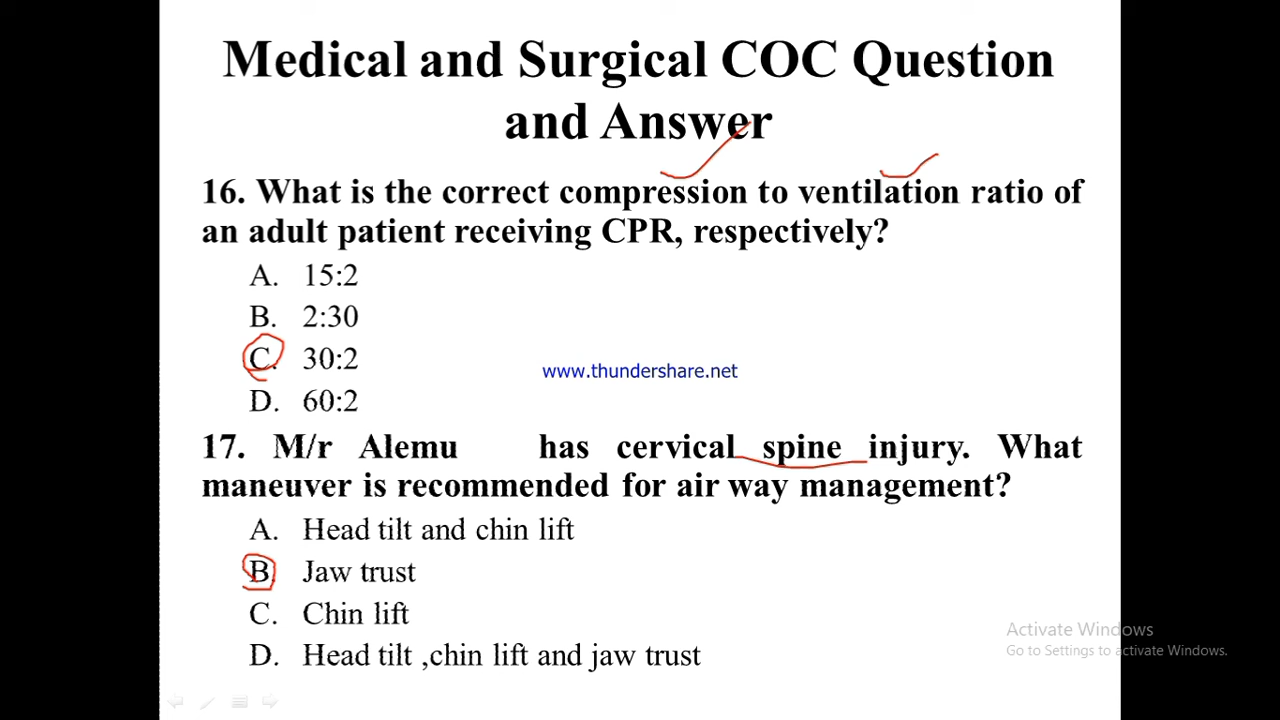 Medical and Surgical COC Question
and Answer
16. What is the correct compression to ventilation ratio of
an adult patient receiving CPR, respectively?
A. 15:2
B. 2:30
C. 30:2
www.thundershare.net
D. 60:2
17. M/r Alemu has cervical spine injury. What
maneuver is recommended for air way management?
A. Head tilt and chin lift
B. Jaw trust
C. Chin lift
D. Head tilt ,chin lift and jaw trust
Activate Windows
Go to Settings to activate Windows.